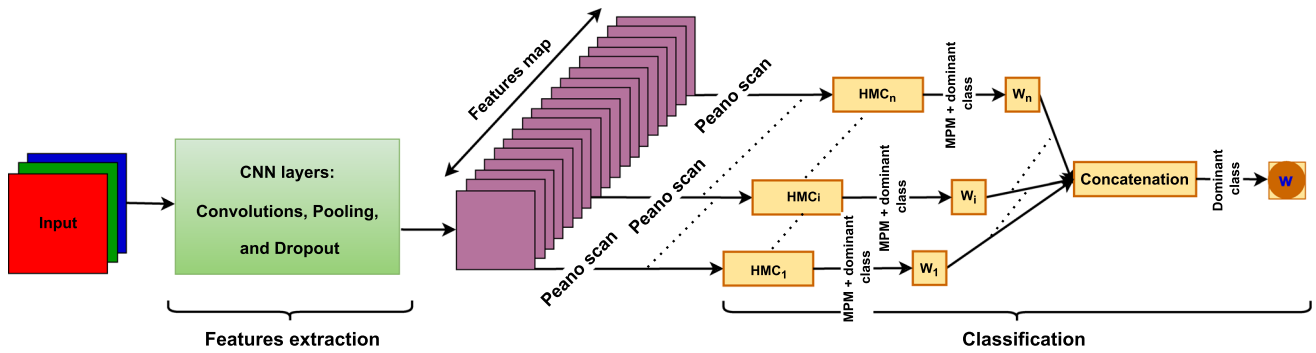 Input
CNN layers:
Convolutions, Pooling,
and Dropout
Features extraction
Features map
Peano scan
HMCn
MPM + dominant
class
Wn
Peano scan
HMCi
MPM + dominant
class
Wi
Peano scan
HMC1
MPM + dominant
class
W1
Concatenation
Dominant
class
W
Classification